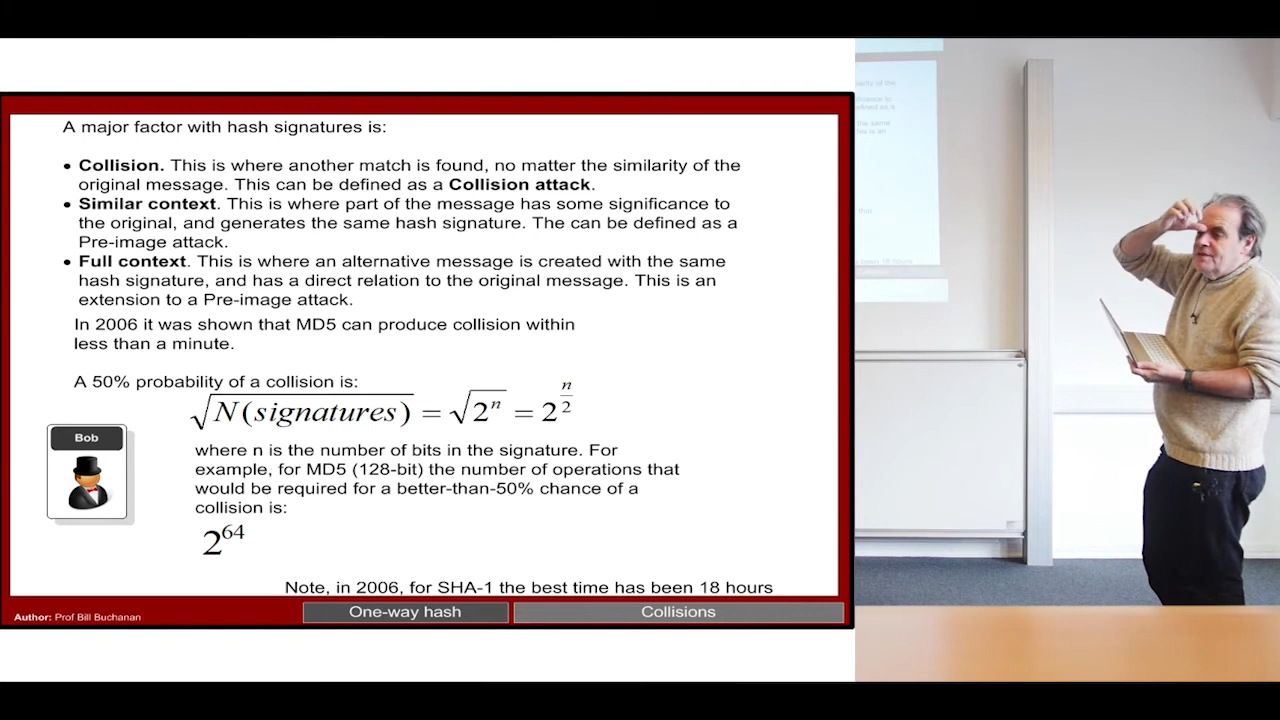 A major factor with hash signatures is:
• Collision. This is where another match is found, no matter the similarity of the
original message. This can be defined as a Collision attack.
• Similar context. This is where part of the message has some significance to
the original, and generates the same hash signature. The can be defined as a
Pre-image attack.
• Full context. This is where an alternative message is created with the same
hash signature, and has a direct relation to the original message. This is an
extension to a Pre-image attack.
In 2006 it was shown that MD5 can produce collision within
less than a minute.
A 50% probability of a collision is:
√N(signatures) = √2ⁿ = 2^(n/2)
Bob
where n is the number of bits in the signature. For
example, for MD5 (128-bit) the number of operations that
would be required for a better-than-50% chance of a
collision is:
2^64
Note, in 2006, for SHA-1 the best time has been 18 hours
Author: Prof Bill Buchanan
One-way hash
Collisions